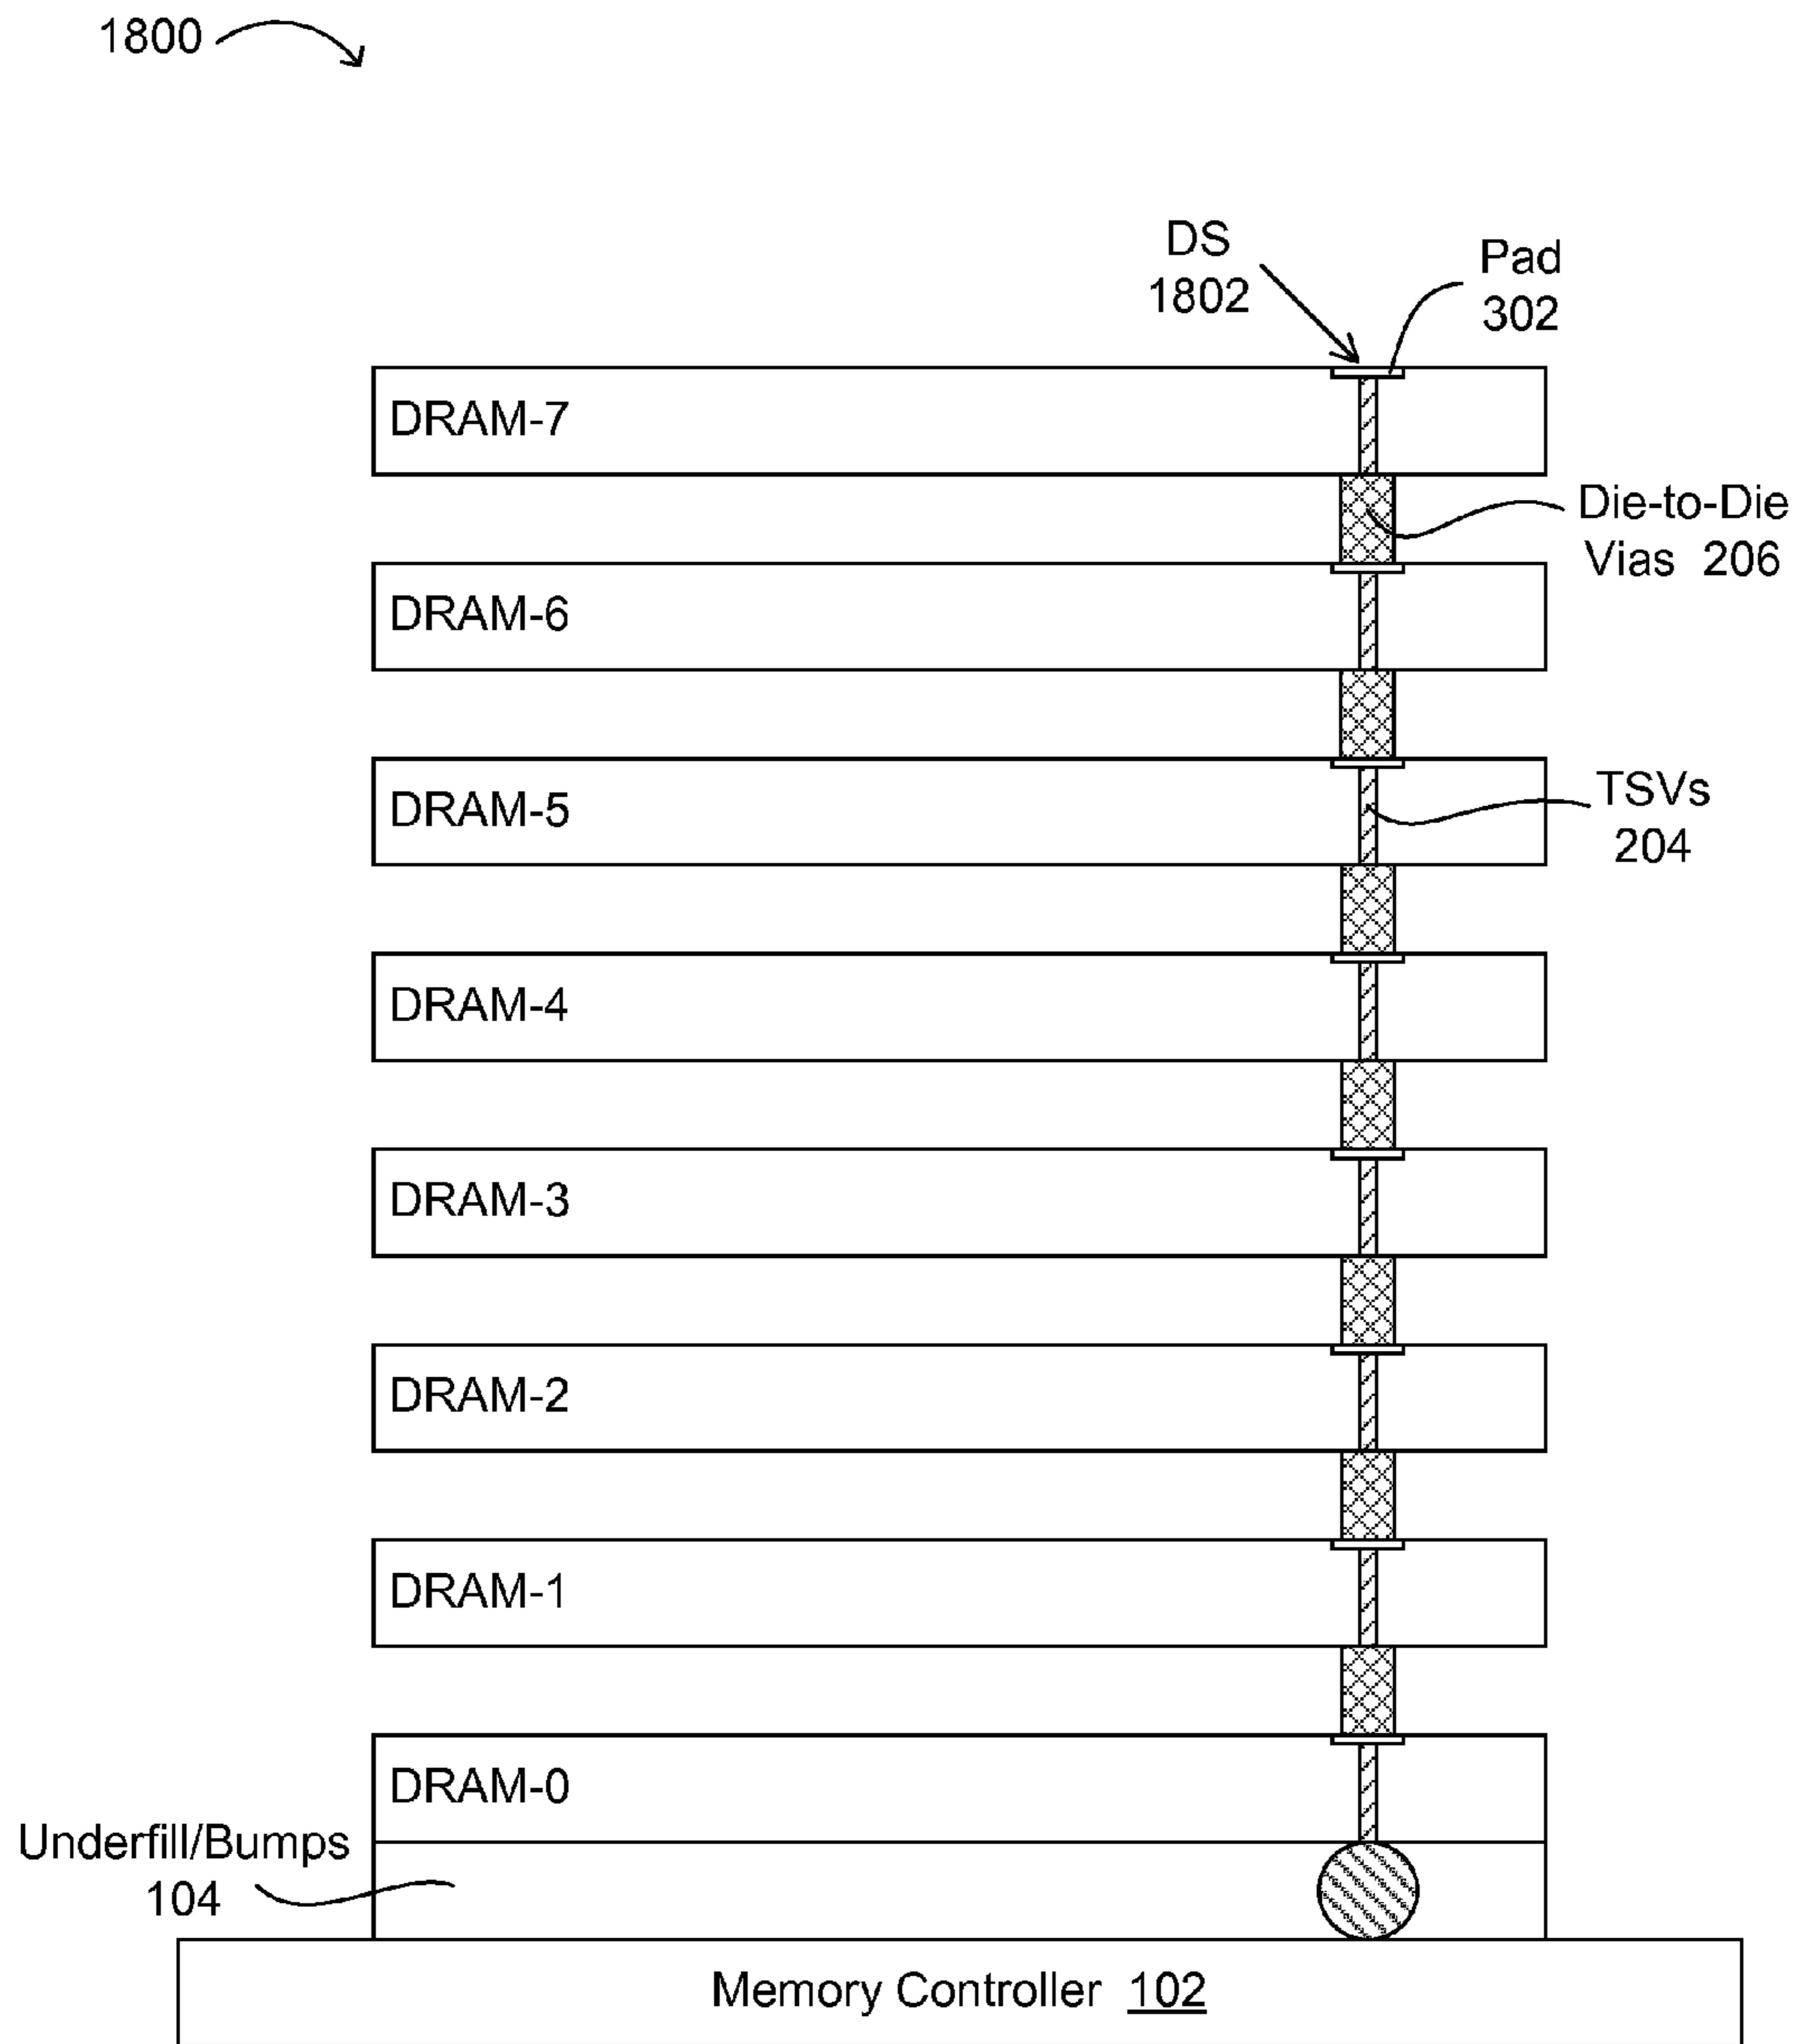 1800
DS
1802
Pad
302
DRAM-7
Die-to-Die
Vias 206
DRAM-6
DRAM-5
TSVs
204
DRAM-4
DRAM-3
DRAM-2
DRAM-1
DRAM-0
Underfill/Bumps
104
Memory Controller 102